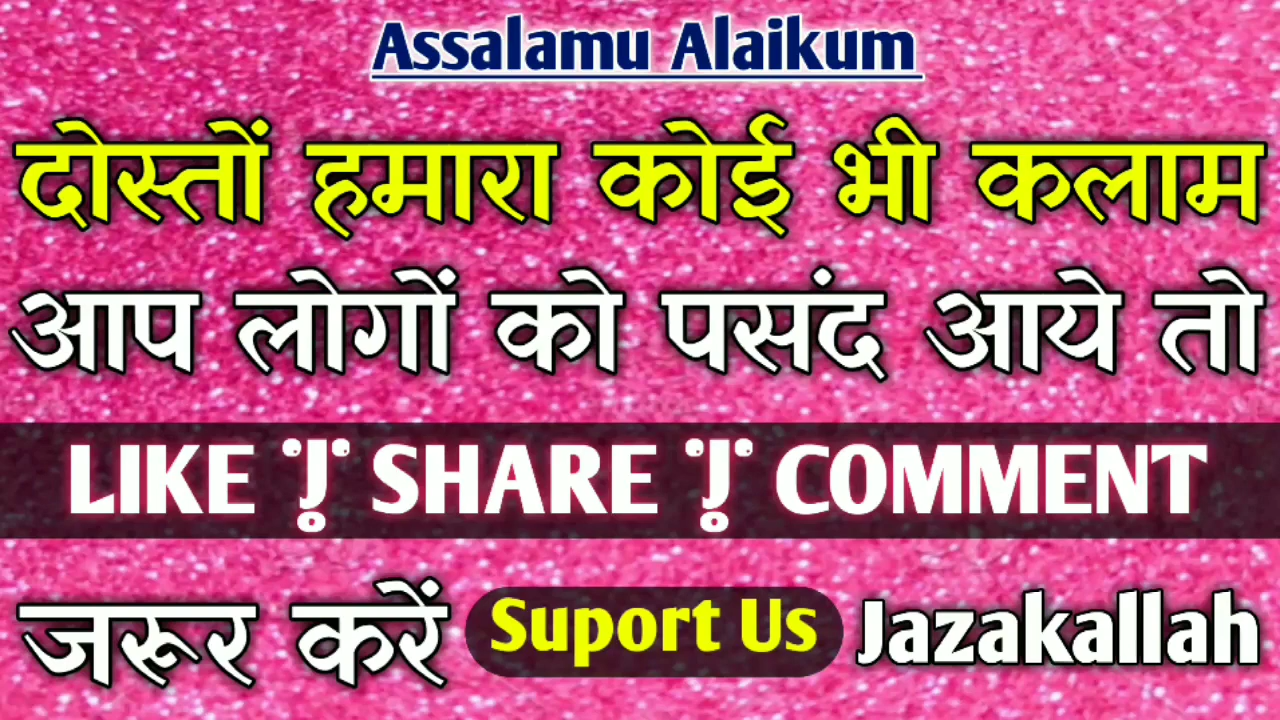 Assalamu Alaikum
दोस्तों हमारा कोई भी कलाम
आप लोगों को पसंद आये तो
LIKE SHARE COMMENT
जरूर करें Suport Us Jazakallah